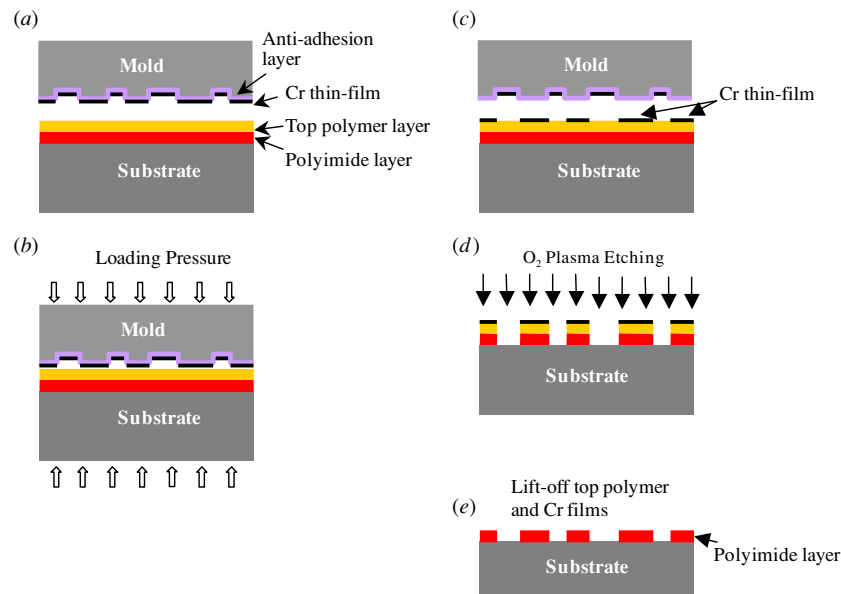 (a)
Anti-adhesion
layer
Mold
Cr thin-film
Top polymer layer
Polyimide layer
Substrate
(b)
Loading Pressure
Mold
Substrate
(c)
Mold
Cr thin-film
Substrate
(d)
O₂ Plasma Etching
Substrate
(e)
Lift-off top polymer
and Cr films
Polyimide layer
Substrate